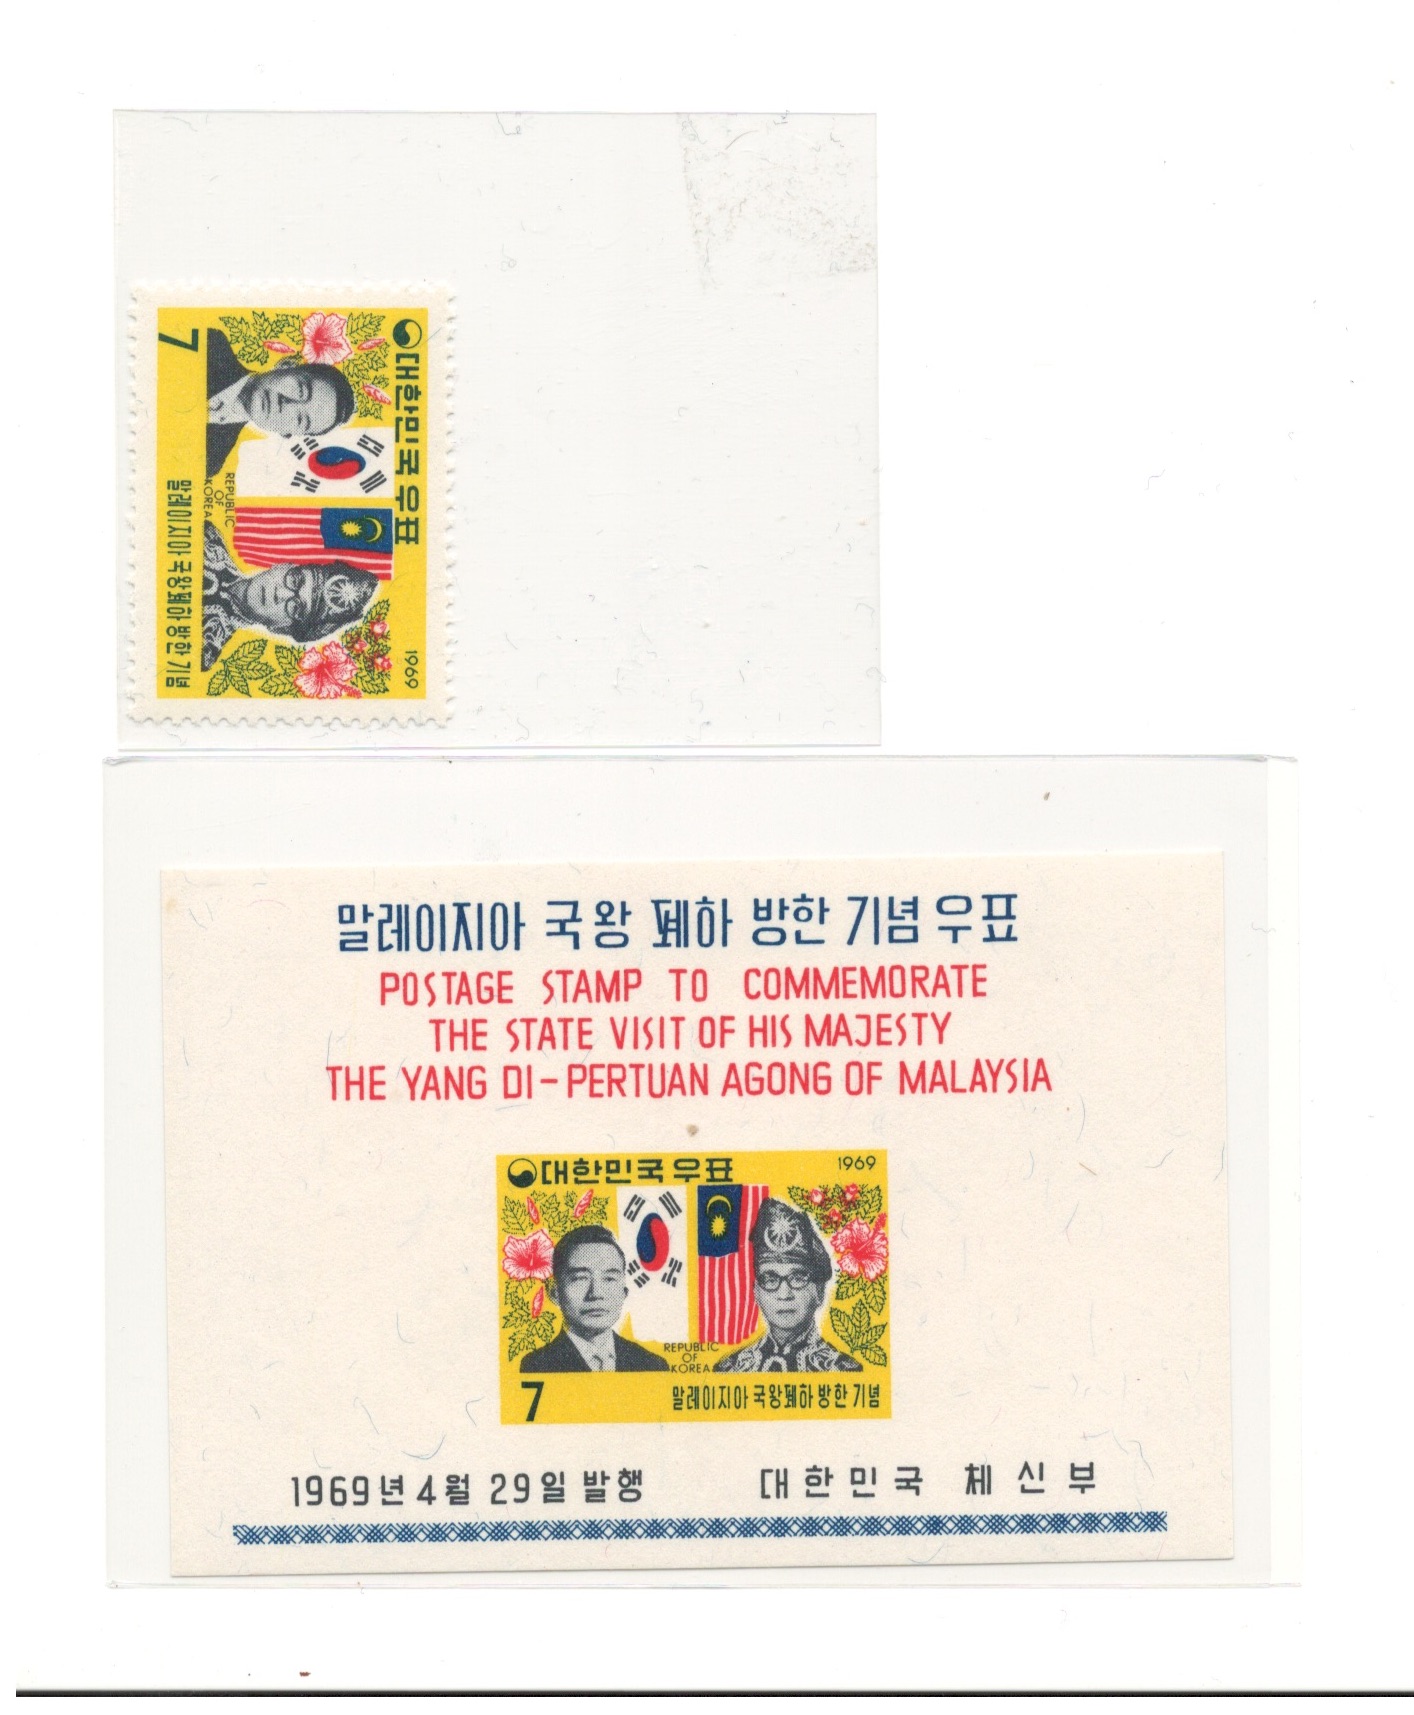 대한민국우표
1969
REPUBLIC
OF
KOREA
7
말레이지아 국왕폐하 방한 기념
말레이지아 국왕 폐하 방한 기념 우표
POSTAGE STAMP TO COMMEMORATE
THE STATE VISIT OF HIS MAJESTY
THE YANG DI-PERTUAN AGONG OF MALAYSIA
대한민국우표
1969
REPUBLIC
OF
KOREA
7
말레이지아 국왕폐하 방한 기념
1969년 4월 29일 발행
대한민국 체신부